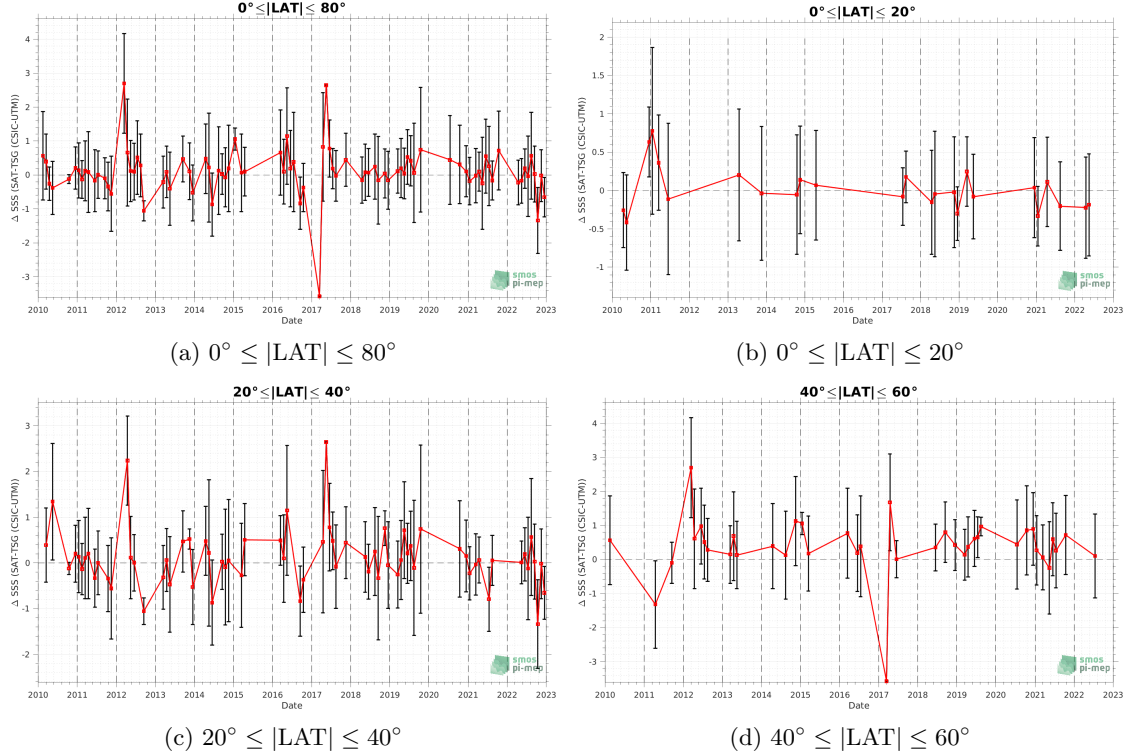 0°≤|LAT|≤ 80°
Δ SSS (SAT-TSG (CSIC-UTM))
4
3
2
1
0
-1
-2
-3
2010 2011 2012 2013 2014 2015 2016 2017 2018 2019 2020 2021 2022 2023
Date
smos
pi-mep
(a) 0° ≤ |LAT| ≤ 80°
0°≤|LAT|≤ 20°
Δ SSS (SAT-TSG (CSIC-UTM))
2
1.5
1
0.5
0
-0.5
-1
2010 2011 2012 2013 2014 2015 2016 2017 2018 2019 2020 2021 2022 2023
Date
smos
pi-mep
(b) 0° ≤ |LAT| ≤ 20°
20°≤|LAT|≤ 40°
Δ SSS (SAT-TSG (CSIC-UTM))
3
2
1
0
-1
-2
2010 2011 2012 2013 2014 2015 2016 2017 2018 2019 2020 2021 2022 2023
Date
smos
pi-mep
(c) 20° ≤ |LAT| ≤ 40°
40°≤|LAT|≤ 60°
Δ SSS (SAT-TSG (CSIC-UTM))
4
3
2
1
0
-1
-2
-3
2010 2011 2012 2013 2014 2015 2016 2017 2018 2019 2020 2021 2022 2023
Date
smos
pi-mep
(d) 40° ≤ |LAT| ≤ 60°